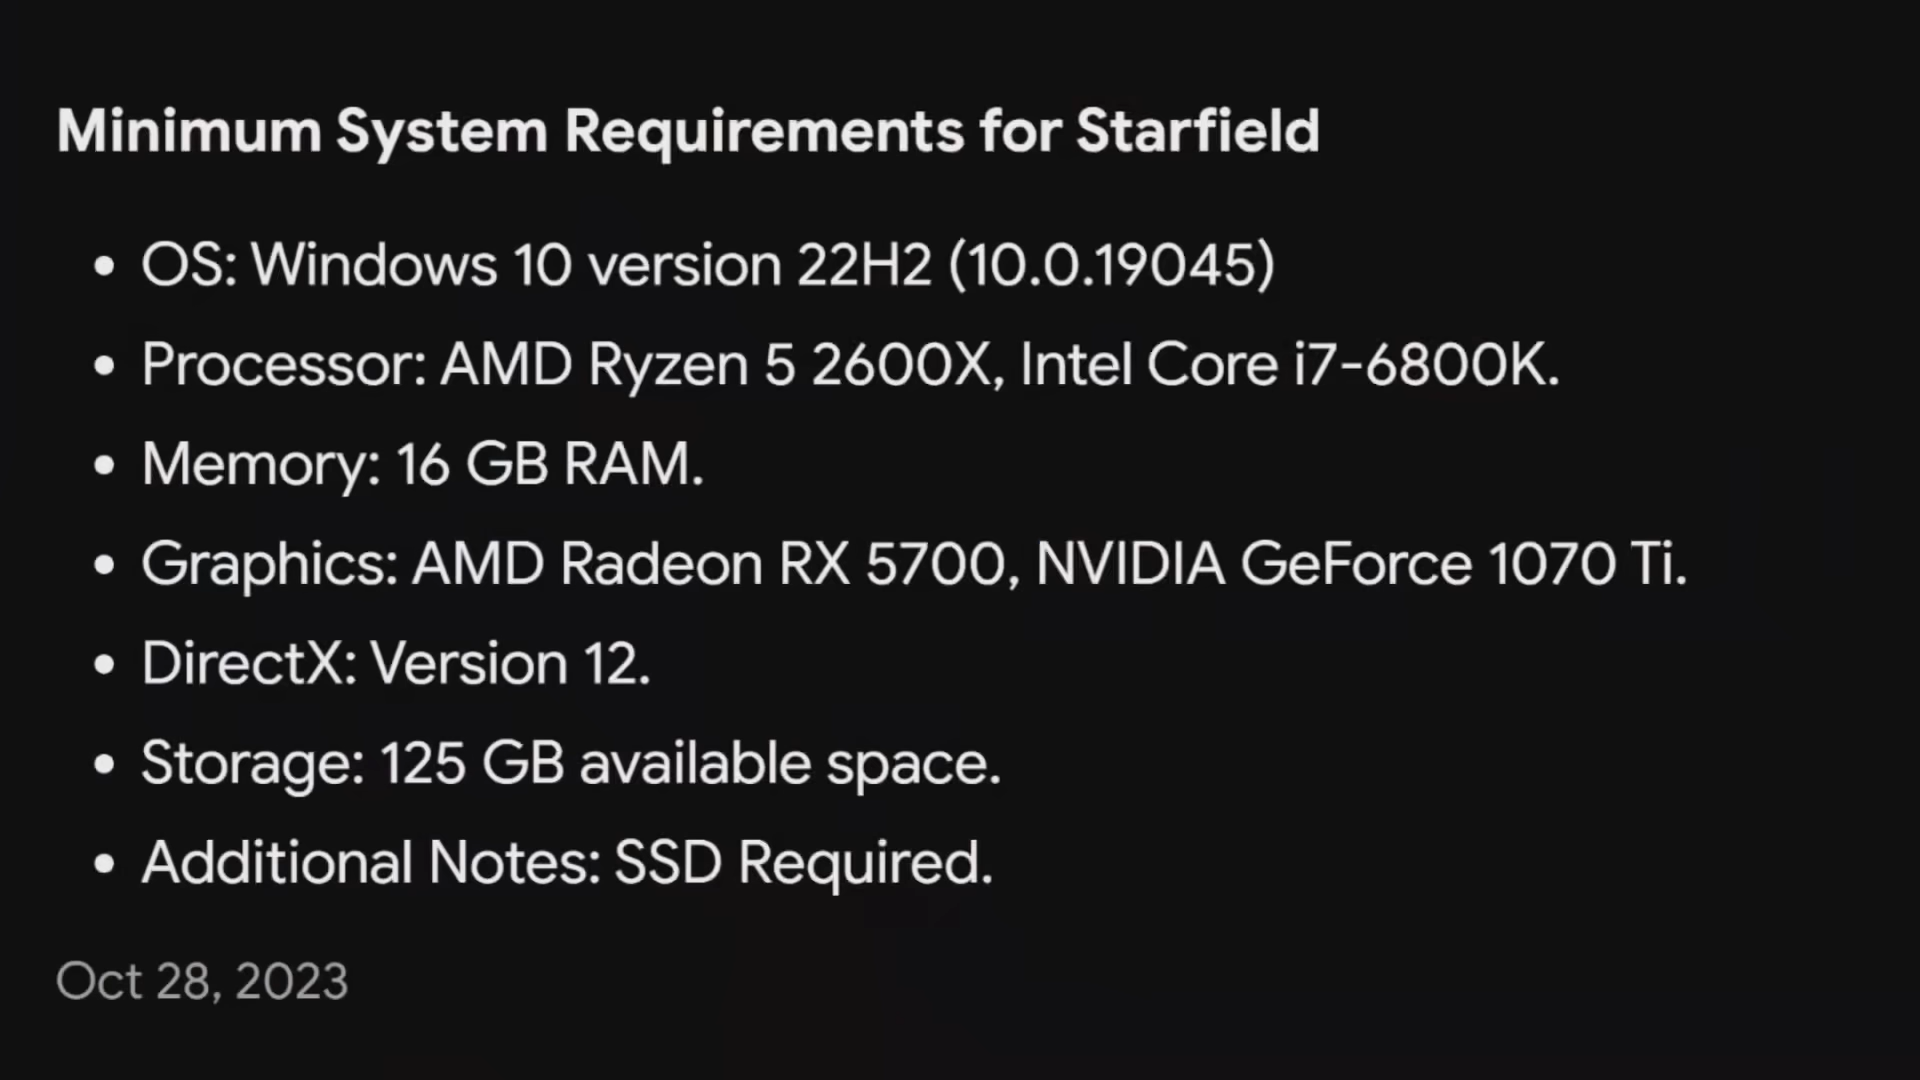 Minimum System Requirements for Starfield
• OS: Windows 10 version 22H2 (10.0.19045)
• Processor: AMD Ryzen 5 2600X, Intel Core i7-6800K.
• Memory: 16 GB RAM.
• Graphics: AMD Radeon RX 5700, NVIDIA GeForce 1070 Ti.
• DirectX: Version 12.
• Storage: 125 GB available space.
• Additional Notes: SSD Required.
Oct 28, 2023